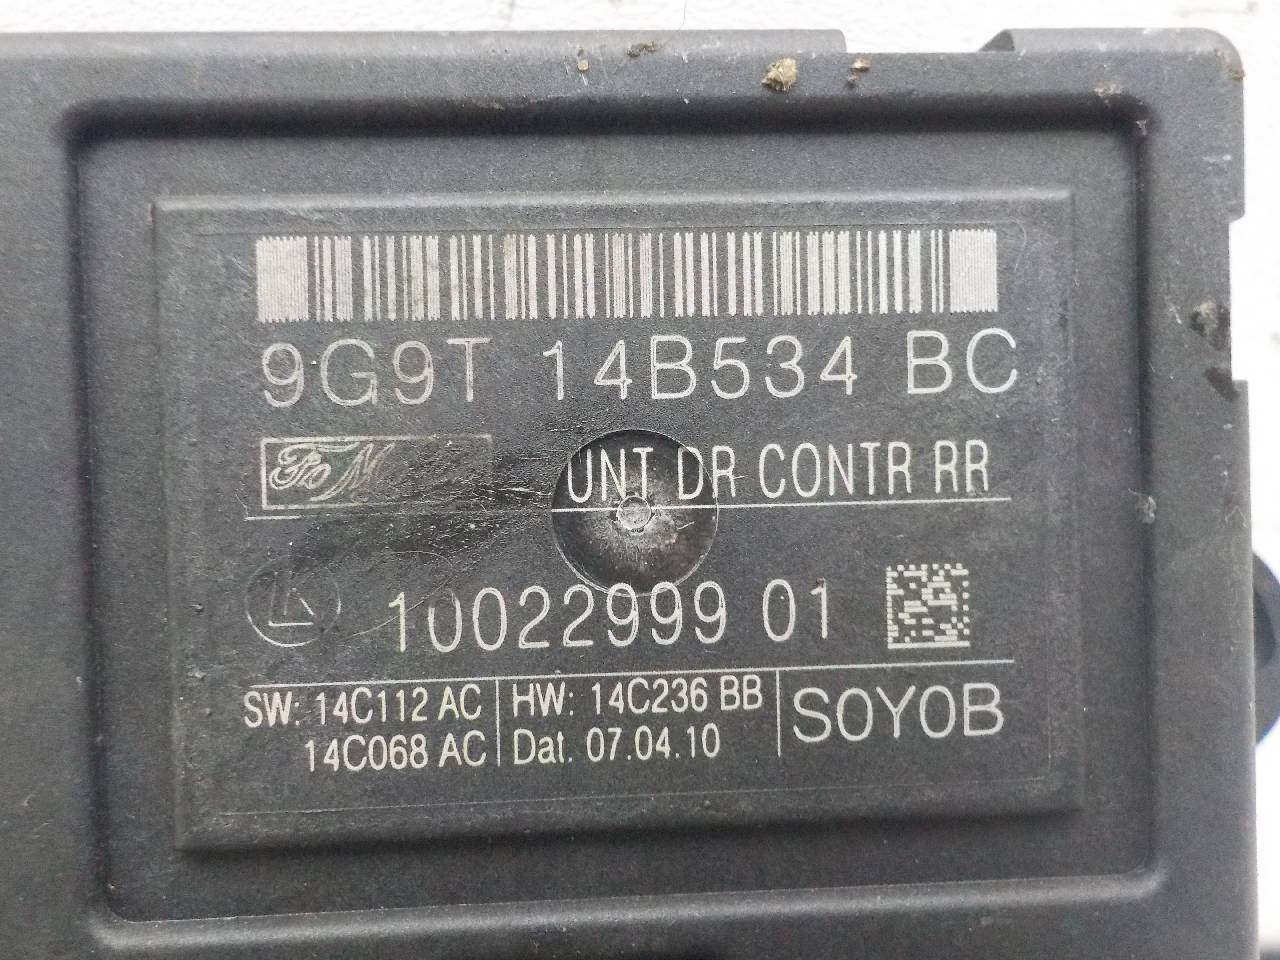 9G9T 14B534 BC
FoMo UNT DR CONTR RR
10022999 01
SW: 14C112 AC HW: 14C236 BB SOYOB
14C068 AC Dat. 07.04.10